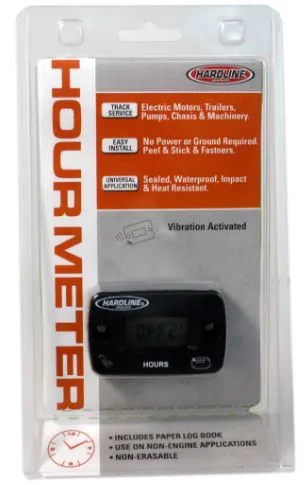 HARDLINE
PRODUCTS
HOUR METER
TRACK
SERVICE
Electric Motors, Trailers,
Pumps, Chasis & Machinery.
EASY
INSTALL
No Power or Ground Required.
Peel & Stick & Fastners.
UNIVERSAL
APPLICATION
Sealed, Waterproof, Impact
& Heat Resistant.
Vibration Activated
HARDLINE
PRODUCTS
HOURS
• INCLUDES PAPER LOG BOOK
• USE ON NON-ENGINE APPLICATIONS
• NON-ERASABLE